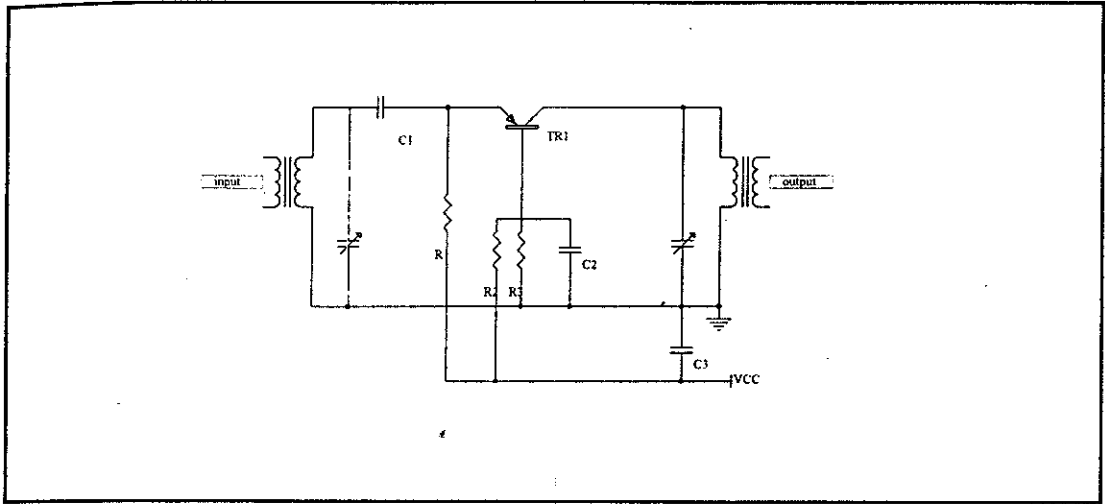 C1
TR1
input
output
R
R2
R3
C2
C3
VCC